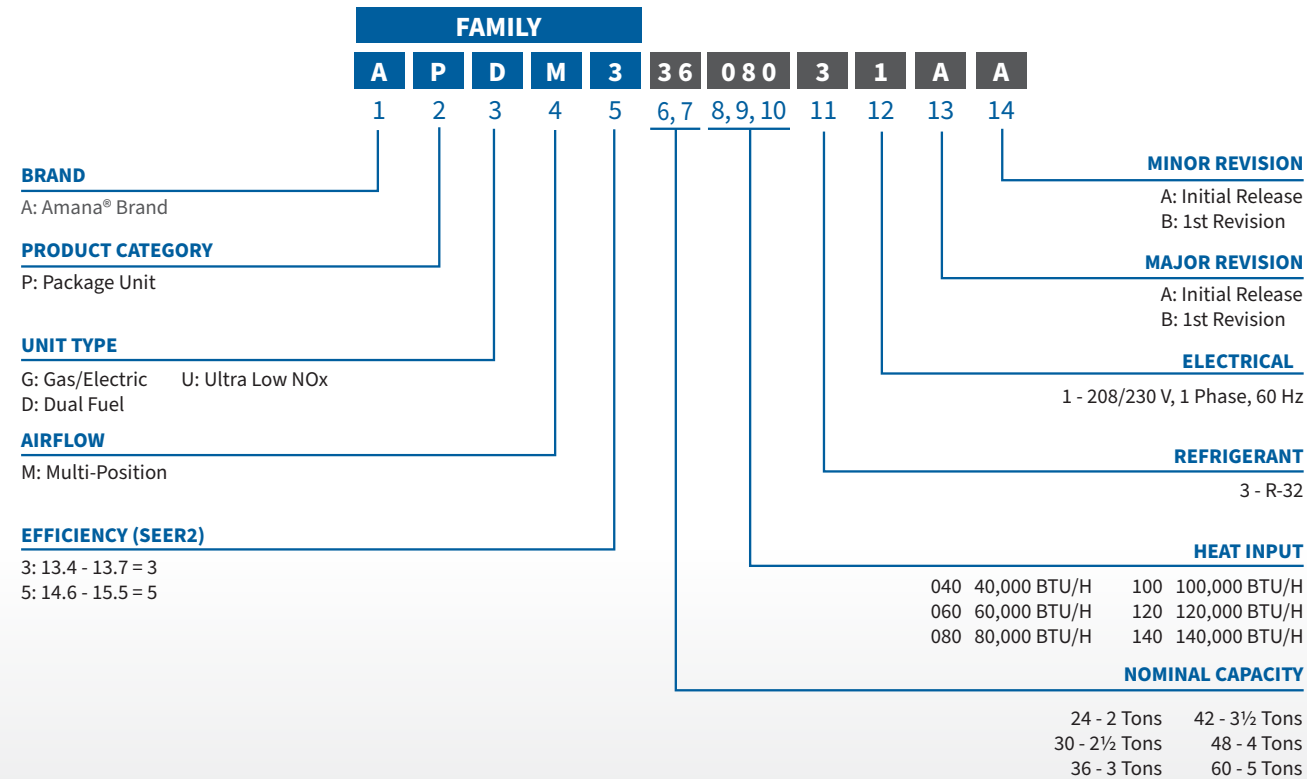 FAMILY
A P D M 3 36 080 3 1 A A
1 2 3 4 5 6, 7 8, 9, 10 11 12 13 14
BRAND
A: Amana® Brand
PRODUCT CATEGORY
P: Package Unit
UNIT TYPE
G: Gas/Electric U: Ultra Low NOx
D: Dual Fuel
AIRFLOW
M: Multi-Position
EFFICIENCY (SEER2)
3: 13.4 - 13.7 = 3
5: 14.6 - 15.5 = 5
MINOR REVISION
A: Initial Release
B: 1st Revision
MAJOR REVISION
A: Initial Release
B: 1st Revision
ELECTRICAL
1 - 208/230 V, 1 Phase, 60 Hz
REFRIGERANT
3 - R-32
HEAT INPUT
040 40,000 BTU/H 100 100,000 BTU/H
060 60,000 BTU/H 120 120,000 BTU/H
080 80,000 BTU/H 140 140,000 BTU/H
NOMINAL CAPACITY
24 - 2 Tons 42 - 3½ Tons
30 - 2½ Tons 48 - 4 Tons
36 - 3 Tons 60 - 5 Tons